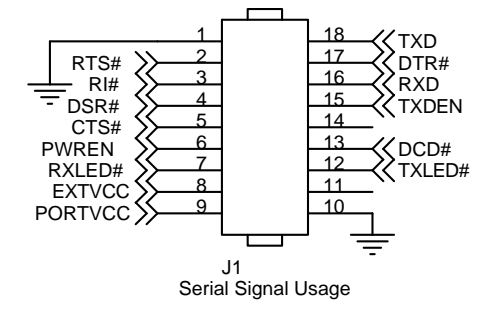 1 18 TXD
RTS# 2 17 DTR#
RI# 3 16 RXD
DSR# 4 15 TXDEN
CTS# 5 14
PWREN 6 13 DCD#
RXLED# 7 12 TXLED#
EXTVCC 8 11
PORTVCC 9 10
J1
Serial Signal Usage